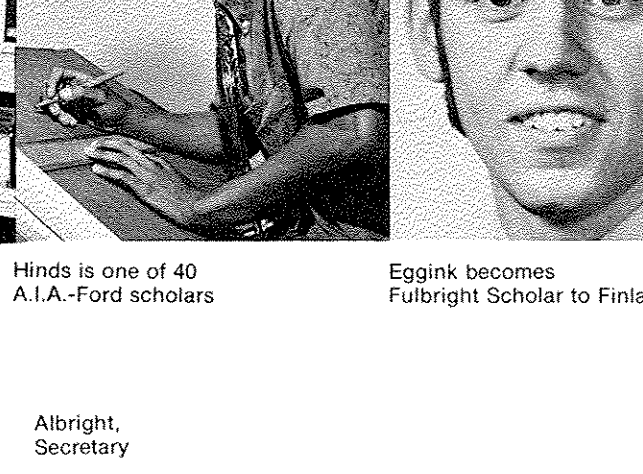 Hinds is one of 40
A.I.A.-Ford scholars
Eggink becomes
Fulbright Scholar to Finla
Albright,
Secretary